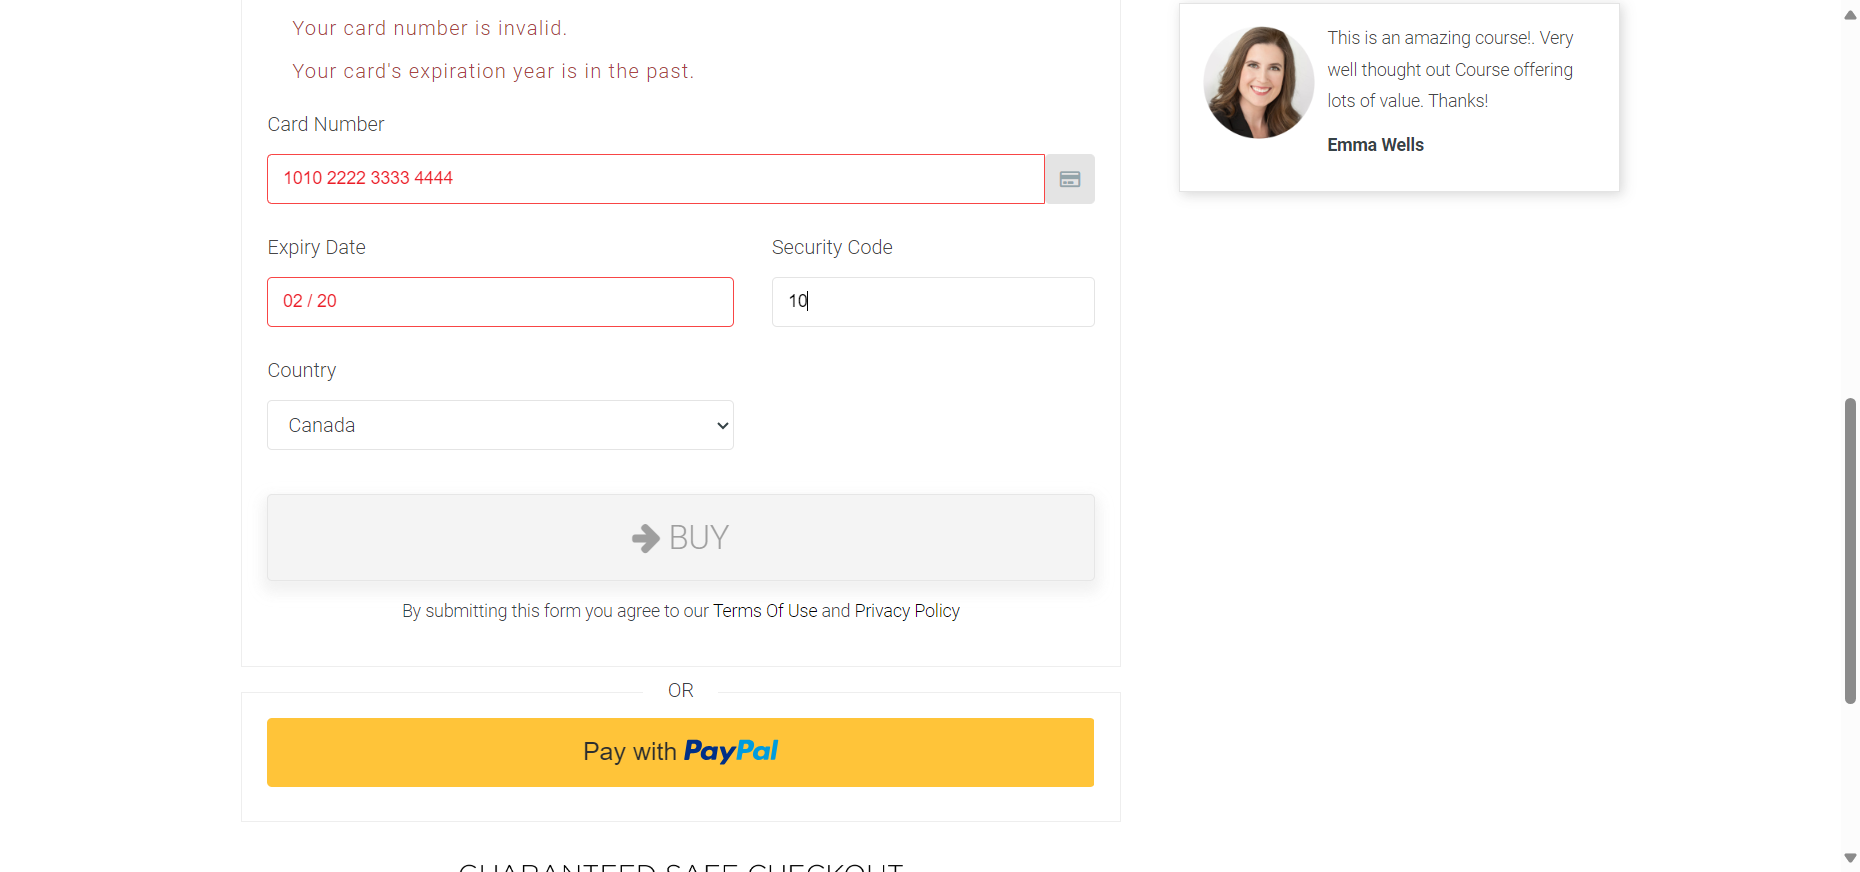 Your card number is invalid.
Your card's expiration year is in the past.
Card Number
1010 2222 3333 4444
Expiry Date
Security Code
02 / 20
10
Country
Canada
BUY
By submitting this form you agree to our Terms Of Use and Privacy Policy
OR
Pay with PayPal
GUARANTEED SAFE CHECKOUT
This is an amazing course!. Very
well thought out Course offering
lots of value. Thanks!
Emma Wells